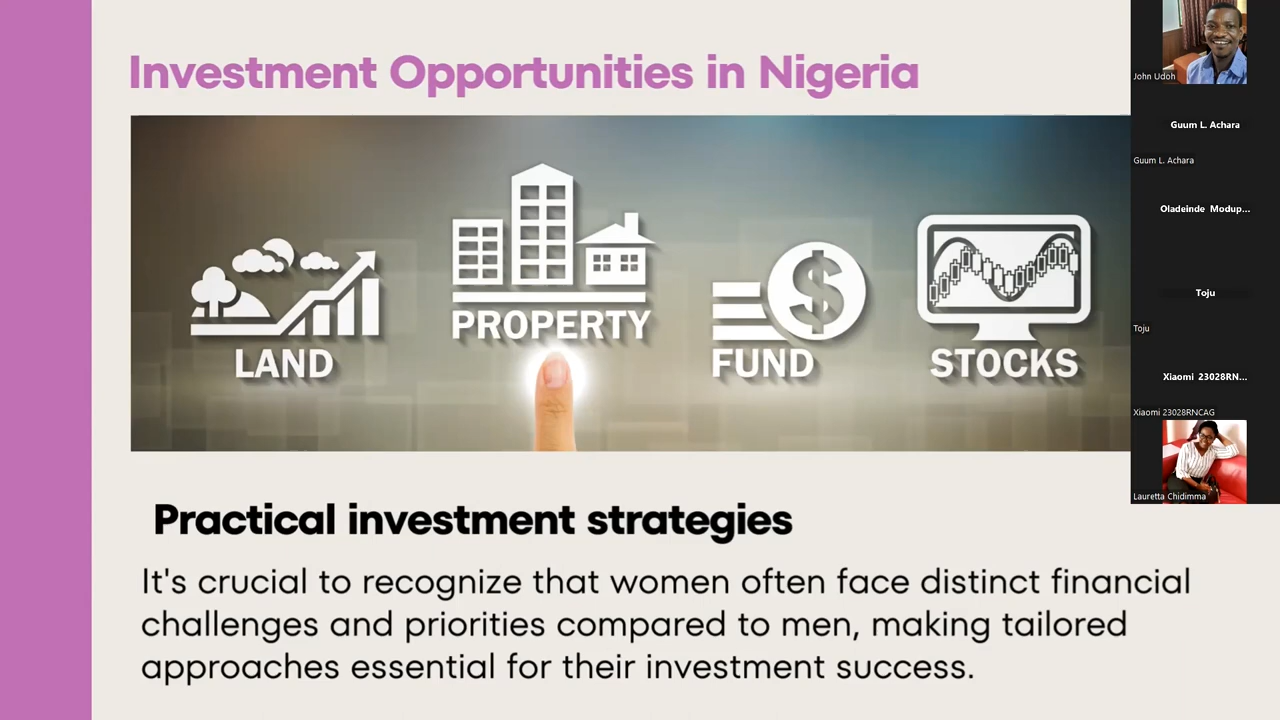 Investment Opportunities in Nigeria
LAND
PROPERTY
FUND
STOCKS
Practical investment strategies
It's crucial to recognize that women often face distinct financial
challenges and priorities compared to men, making tailored
approaches essential for their investment success.
John Udoh
Guum L. Achara
Guum L. Achara
Oladeinde Modup...
Toju
Toju
Xiaomi 23028RN...
Xiaomi 23028RNCAG
Lauretta Chidimma